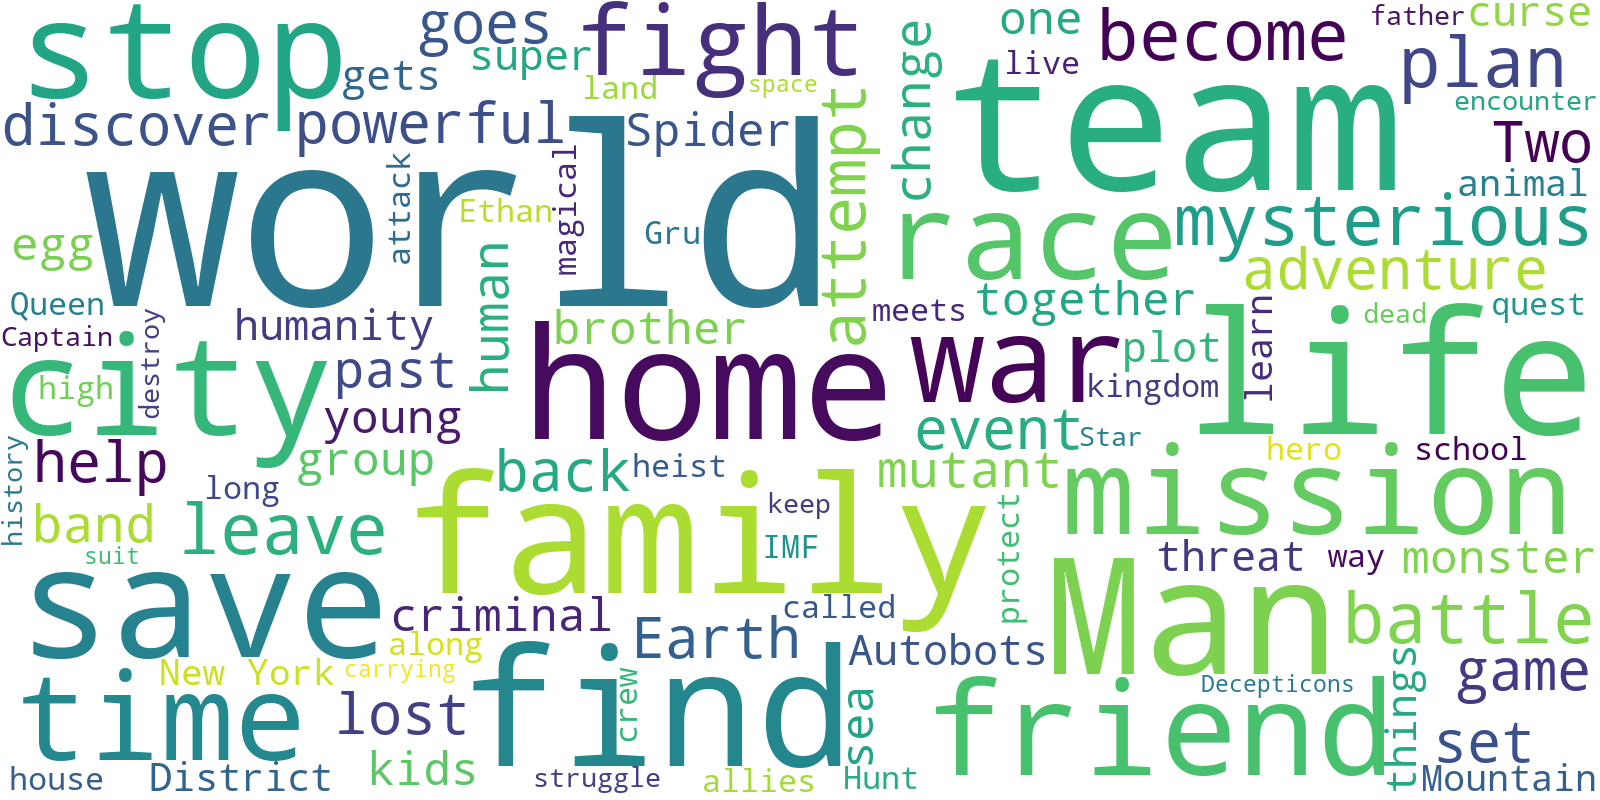 stop
goes
super
gets
fight
land
space
one
live
become
father
curse
plan
encounter
Two
animal
discover
powerful
Spider
attempt
change
team
world
attack
Ethan
magical
Gru
race
mysterious
adventure
egg
Queen
Captain
destroy
humanity
human
brother
meets
together
learn
dead
quest
city
high
past
young
home
war
plot
kingdom
life
event
Star
history
help
group
long
back
heist
mutant
hero
school
band
suit
leave
family
keep
IMF
protect
mission
threat
way
monster
save
criminal
along
New York
carrying
called
Earth
Autobots
Man
battle
Decepticons
game
time
lost
find
crew
sea
friend
things
set
house
District
kids
struggle
allies
Hunt
Mountain